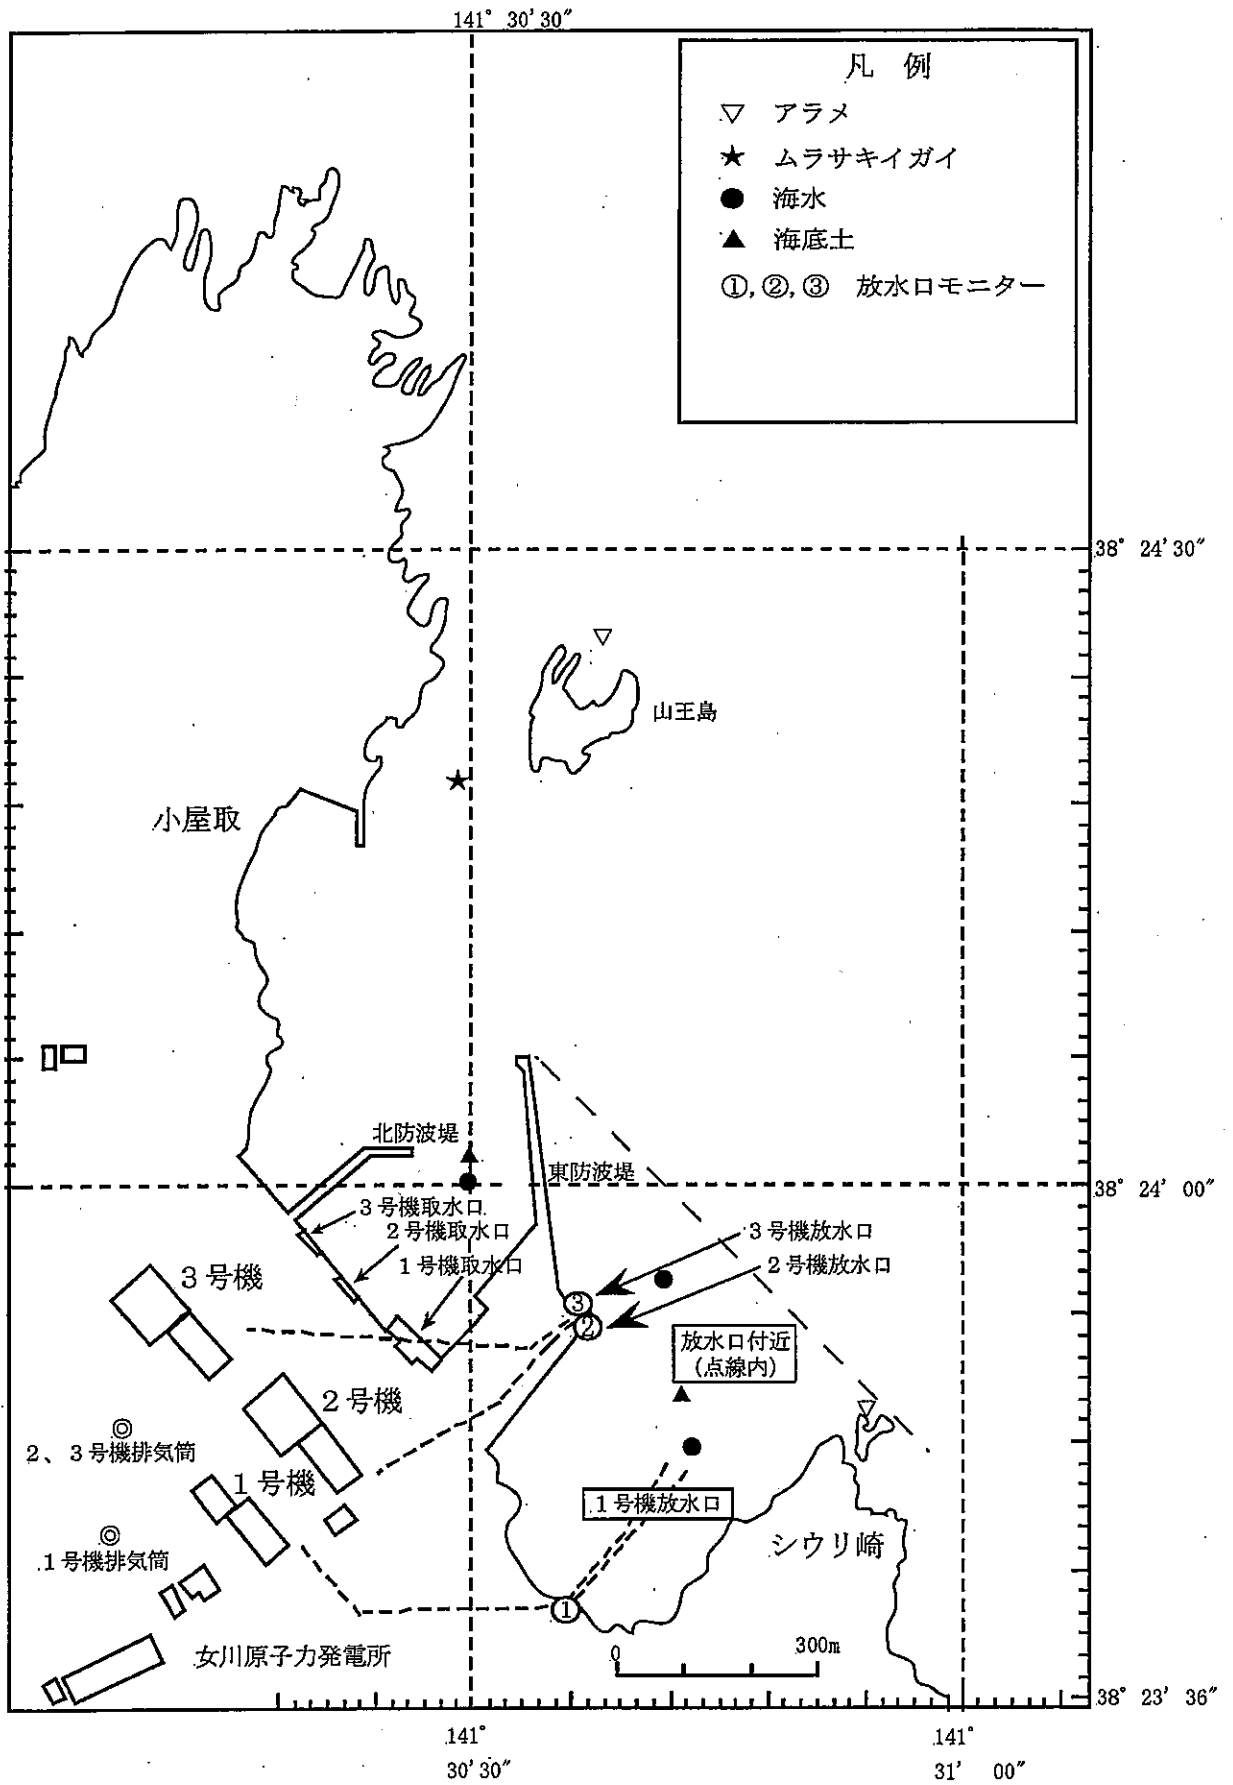 141° 30′30″
凡 例
▽ アラメ
★ ムラサキイガイ
● 海水
▲ 海底土
①,②,③ 放水口モニター
38° 24′30″
山王島
小屋取
北防波堤
東防波堤
38° 24′00″
3号機取水口
2号機取水口
1号機取水口
3号機放水口
2号機放水口
3号機
③
②
放水口付近
(点線内)
2号機
2、3号機排気筒
1号機
1号機放水口
シウリ崎
1号機排気筒
①
女川原子力発電所
0 300m
38° 23′36″
141°
30′30″
141°
31′ 00″